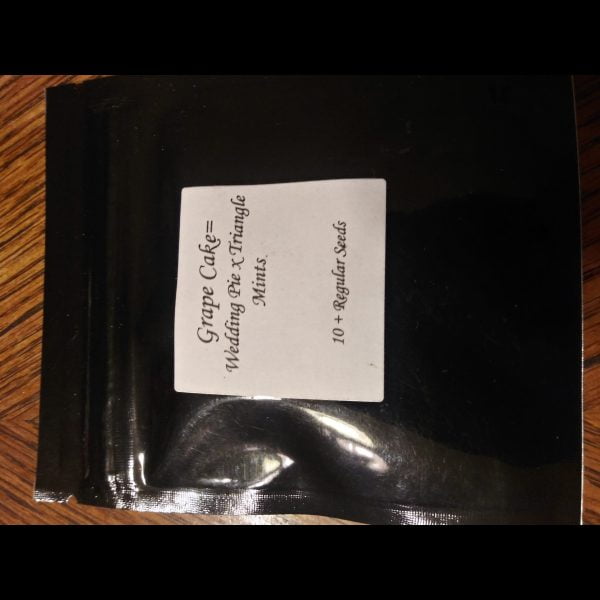 Grape Cake=
Wedding Pie x Triangle
Mints
10 + Regular Seeds